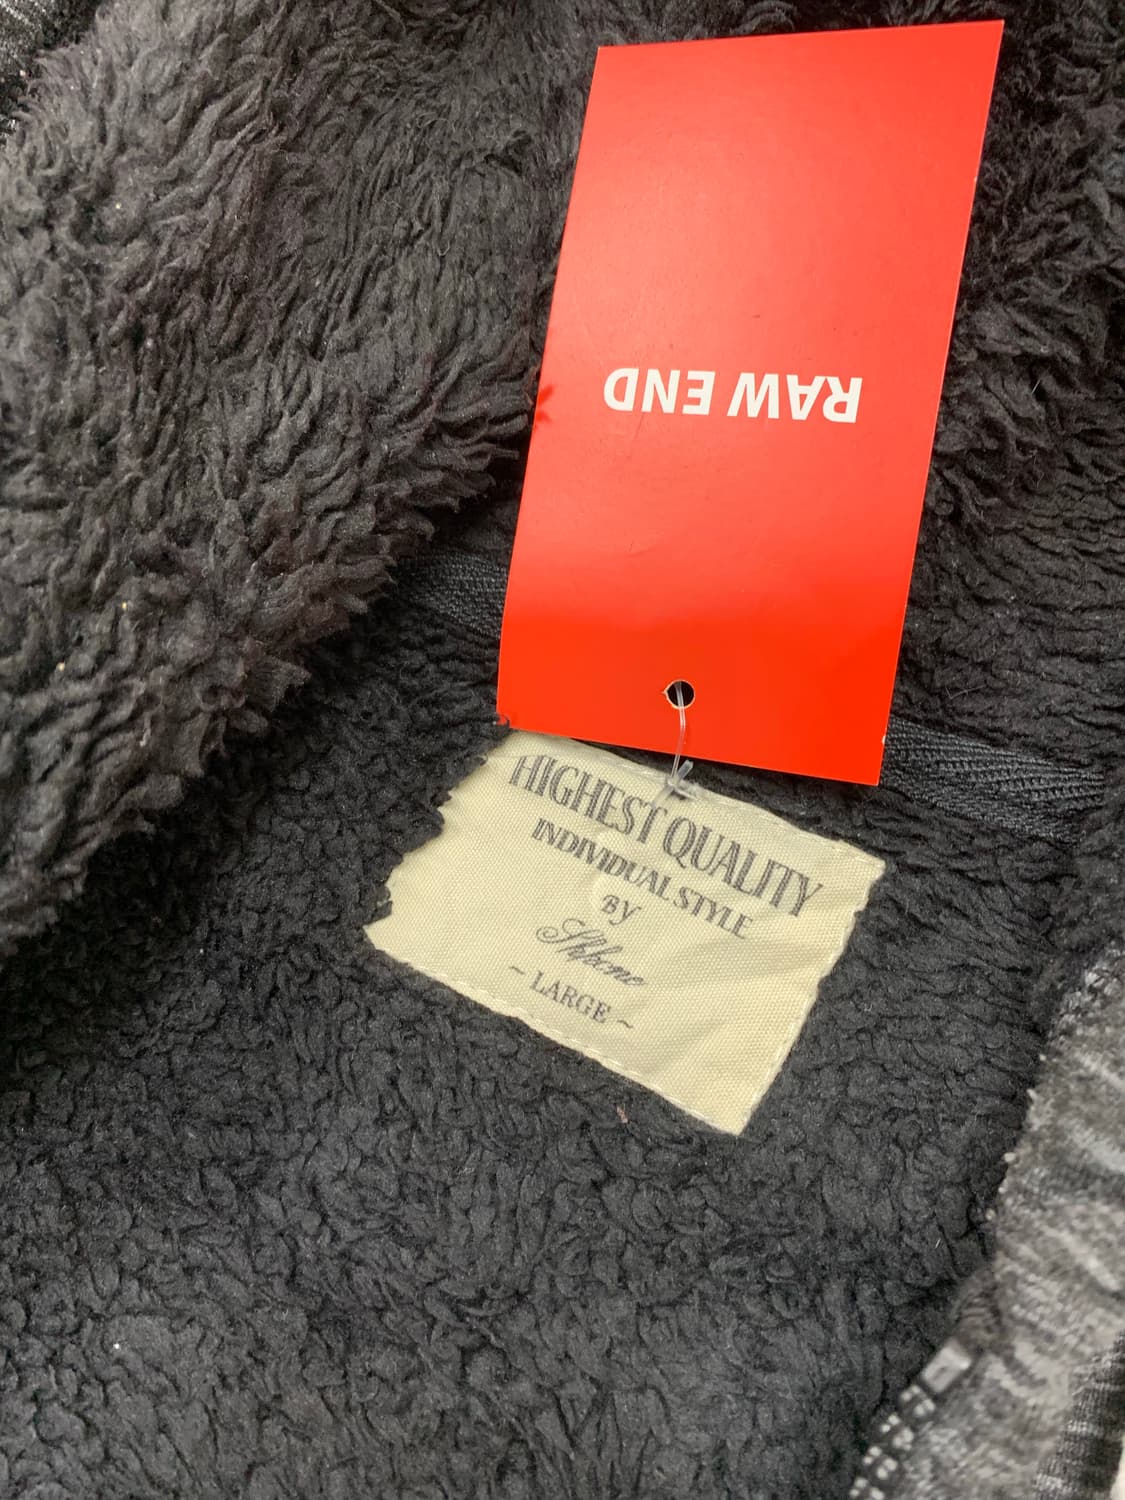 RAW END
HIGHEST QUALITY
INDIVIDUAL STYLE
BY
~ LARGE ~